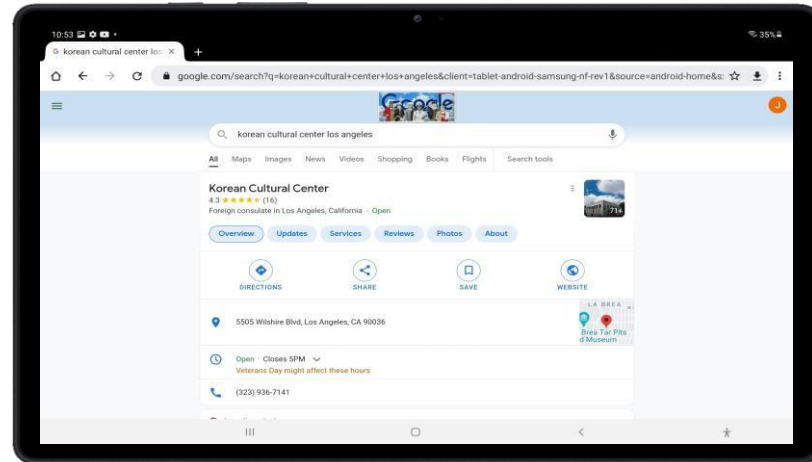 10:53
35%
korean cultural center los
google.com/search?q=korean+cultural+center+los+angeles&client=tablet-android-samsung-nf-rev1&source=android-home&s:
Google
J
korean cultural center los angeles
All Maps Images News Videos Shopping Books Flights Search tools
Korean Cultural Center
4.3 (16)
Foreign consulate in Los Angeles, California · Open
714
Overview Updates Services Reviews Photos About
DIRECTIONS SHARE SAVE WEBSITE
LA BREA
5505 Wilshire Blvd, Los Angeles, CA 90036
Brea Tar Pits
d Museum
Open · Closes 5PM
Veterans Day might affect these hours
(323) 936-7141